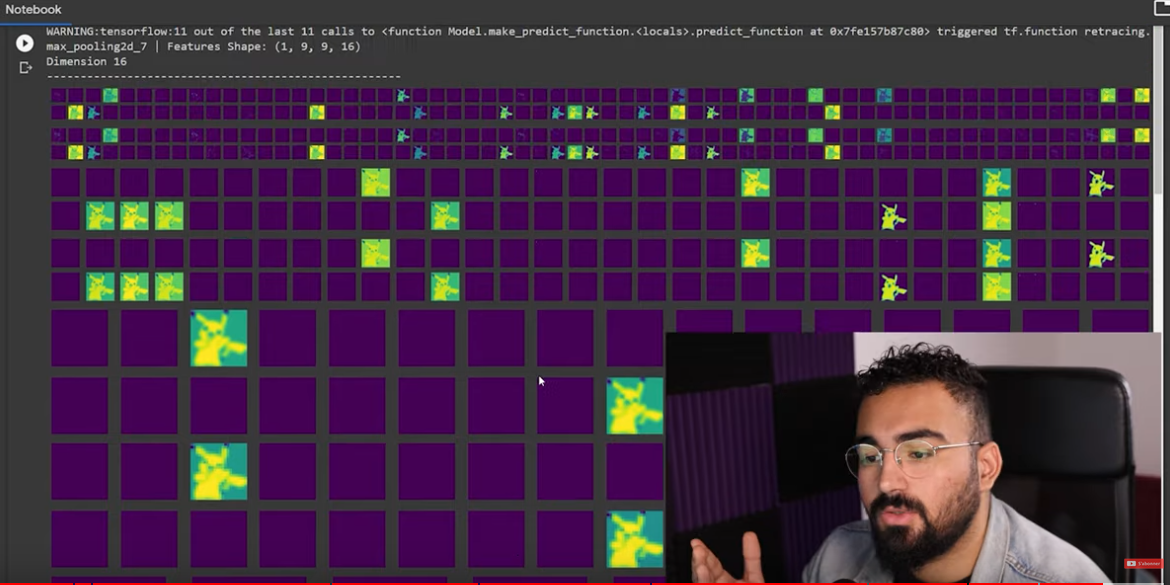 Notebook
WARNING:tensorflow:11 out of the last 11 calls to <function Model.make_predict_function.<locals>.predict_function at 0x7fe157b87c80> triggered tf.function retracing.
max_pooling2d_7 | Features Shape: (1, 9, 9, 16)
Dimension 16
--------------------------------------------------